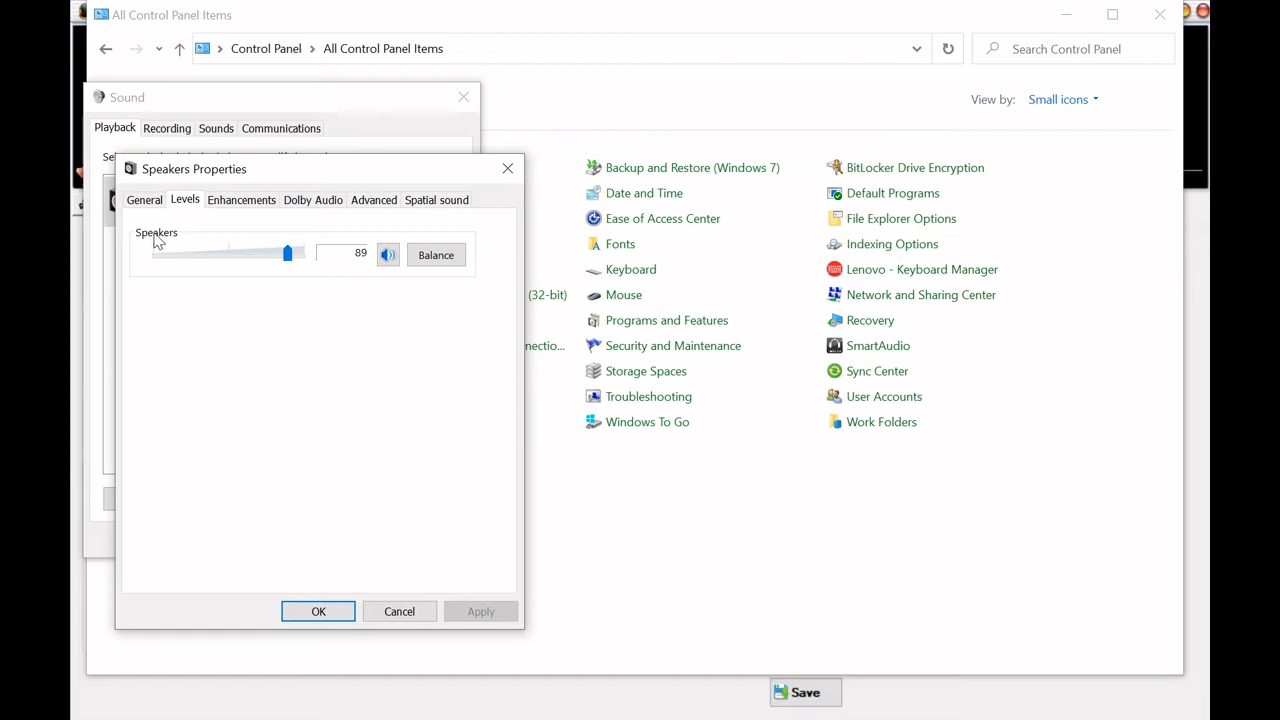 All Control Panel Items
Control Panel
All Control Panel Items
Search Control Panel
Sound
View by:
Small icons
Playback
Recording
Sounds
Communications
Speakers Properties
General
Levels
Enhancements
Dolby Audio
Advanced
Spatial sound
Speakers
89
Balance
OK
Cancel
Apply
(32-bit)
nectio...
Backup and Restore (Windows 7)
Date and Time
Ease of Access Center
Fonts
Keyboard
Mouse
Programs and Features
Security and Maintenance
Storage Spaces
Troubleshooting
Windows To Go
BitLocker Drive Encryption
Default Programs
File Explorer Options
Indexing Options
Lenovo - Keyboard Manager
Network and Sharing Center
Recovery
SmartAudio
Sync Center
User Accounts
Work Folders
Save